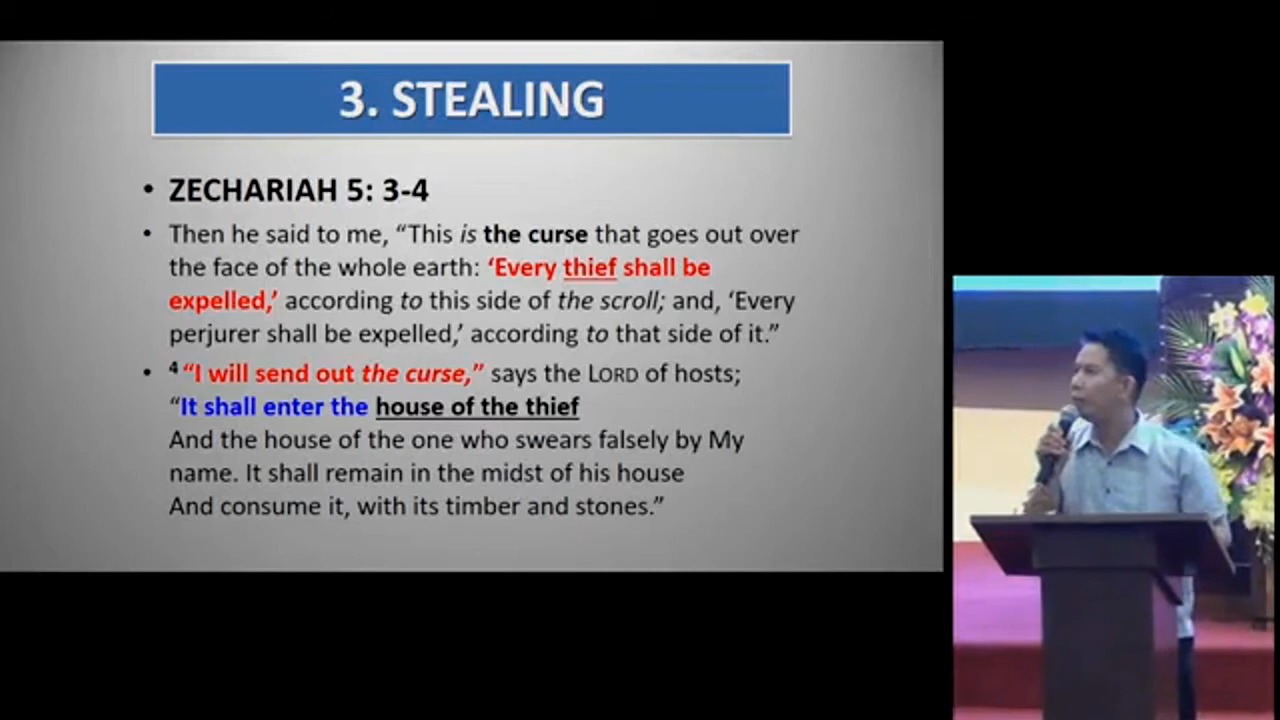 3. STEALING
• ZECHARIAH 5: 3-4
• Then he said to me, “This is the curse that goes out over
the face of the whole earth: ‘Every thief shall be
expelled,’ according to this side of the scroll; and, ‘Every
perjurer shall be expelled,’ according to that side of it.”
• 4 “I will send out the curse,” says the LORD of hosts;
“It shall enter the house of the thief
And the house of the one who swears falsely by My
name. It shall remain in the midst of his house
And consume it, with its timber and stones.”